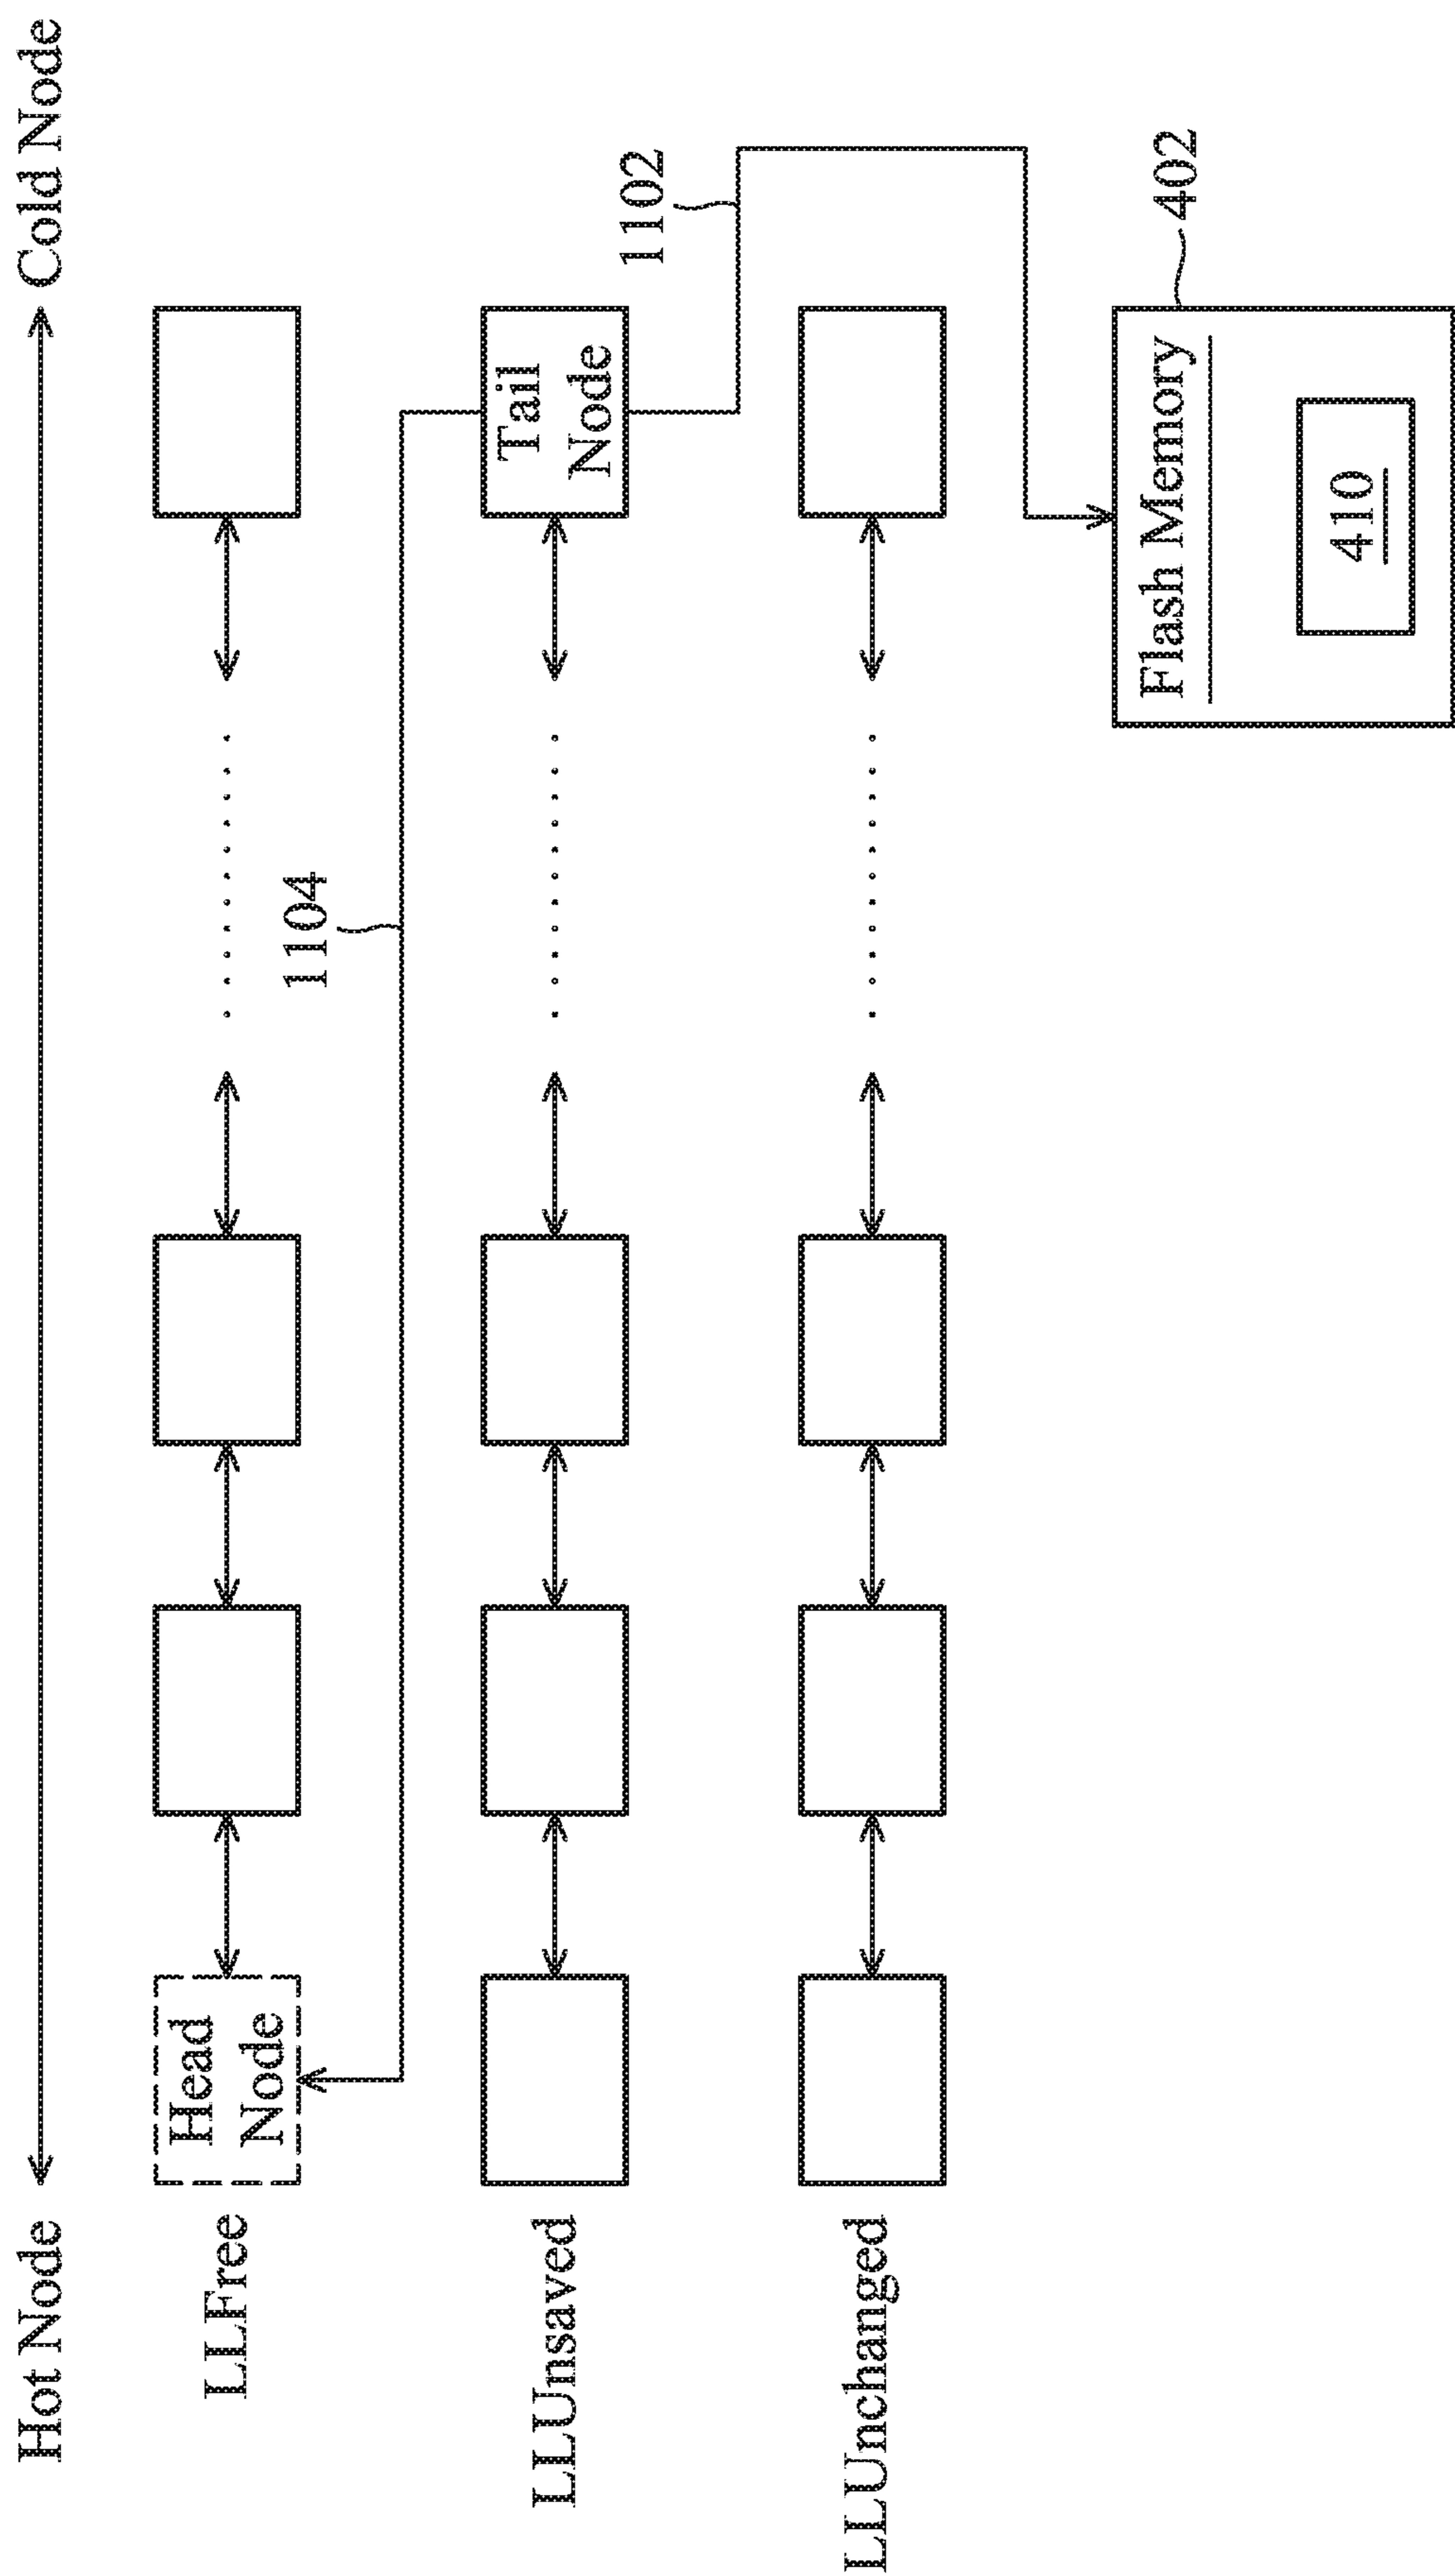 Hot Node
Cold Node
LLFree
Head
Node
1104
LLUnsaved
Tail
Node
1102
LLUnchanged
402
Flash Memory
410